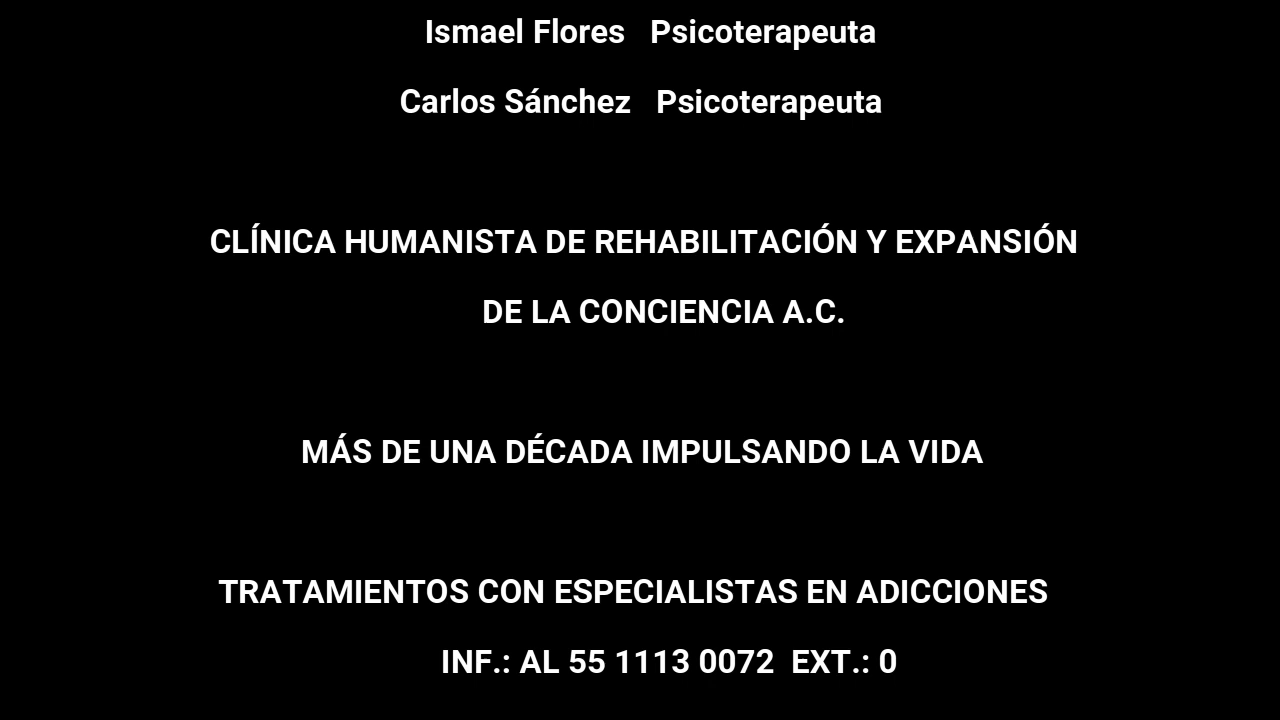 Ismael Flores   Psicoterapeuta
Carlos Sánchez   Psicoterapeuta
CLÍNICA HUMANISTA DE REHABILITACIÓN Y EXPANSIÓN
DE LA CONCIENCIA A.C.
MÁS DE UNA DÉCADA IMPULSANDO LA VIDA
TRATAMIENTOS CON ESPECIALISTAS EN ADICCIONES
INF.: AL 55 1113 0072  EXT.: 0